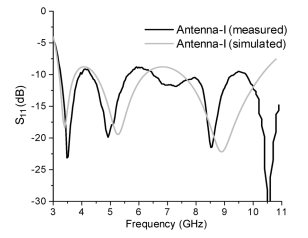 0
Antenna-I (measured)
Antenna-I (simulated)
-5
-10
-15
-20
-25
-30
S11 (dB)
3 4 5 6 7 8 9 10 11
Frequency (GHz)